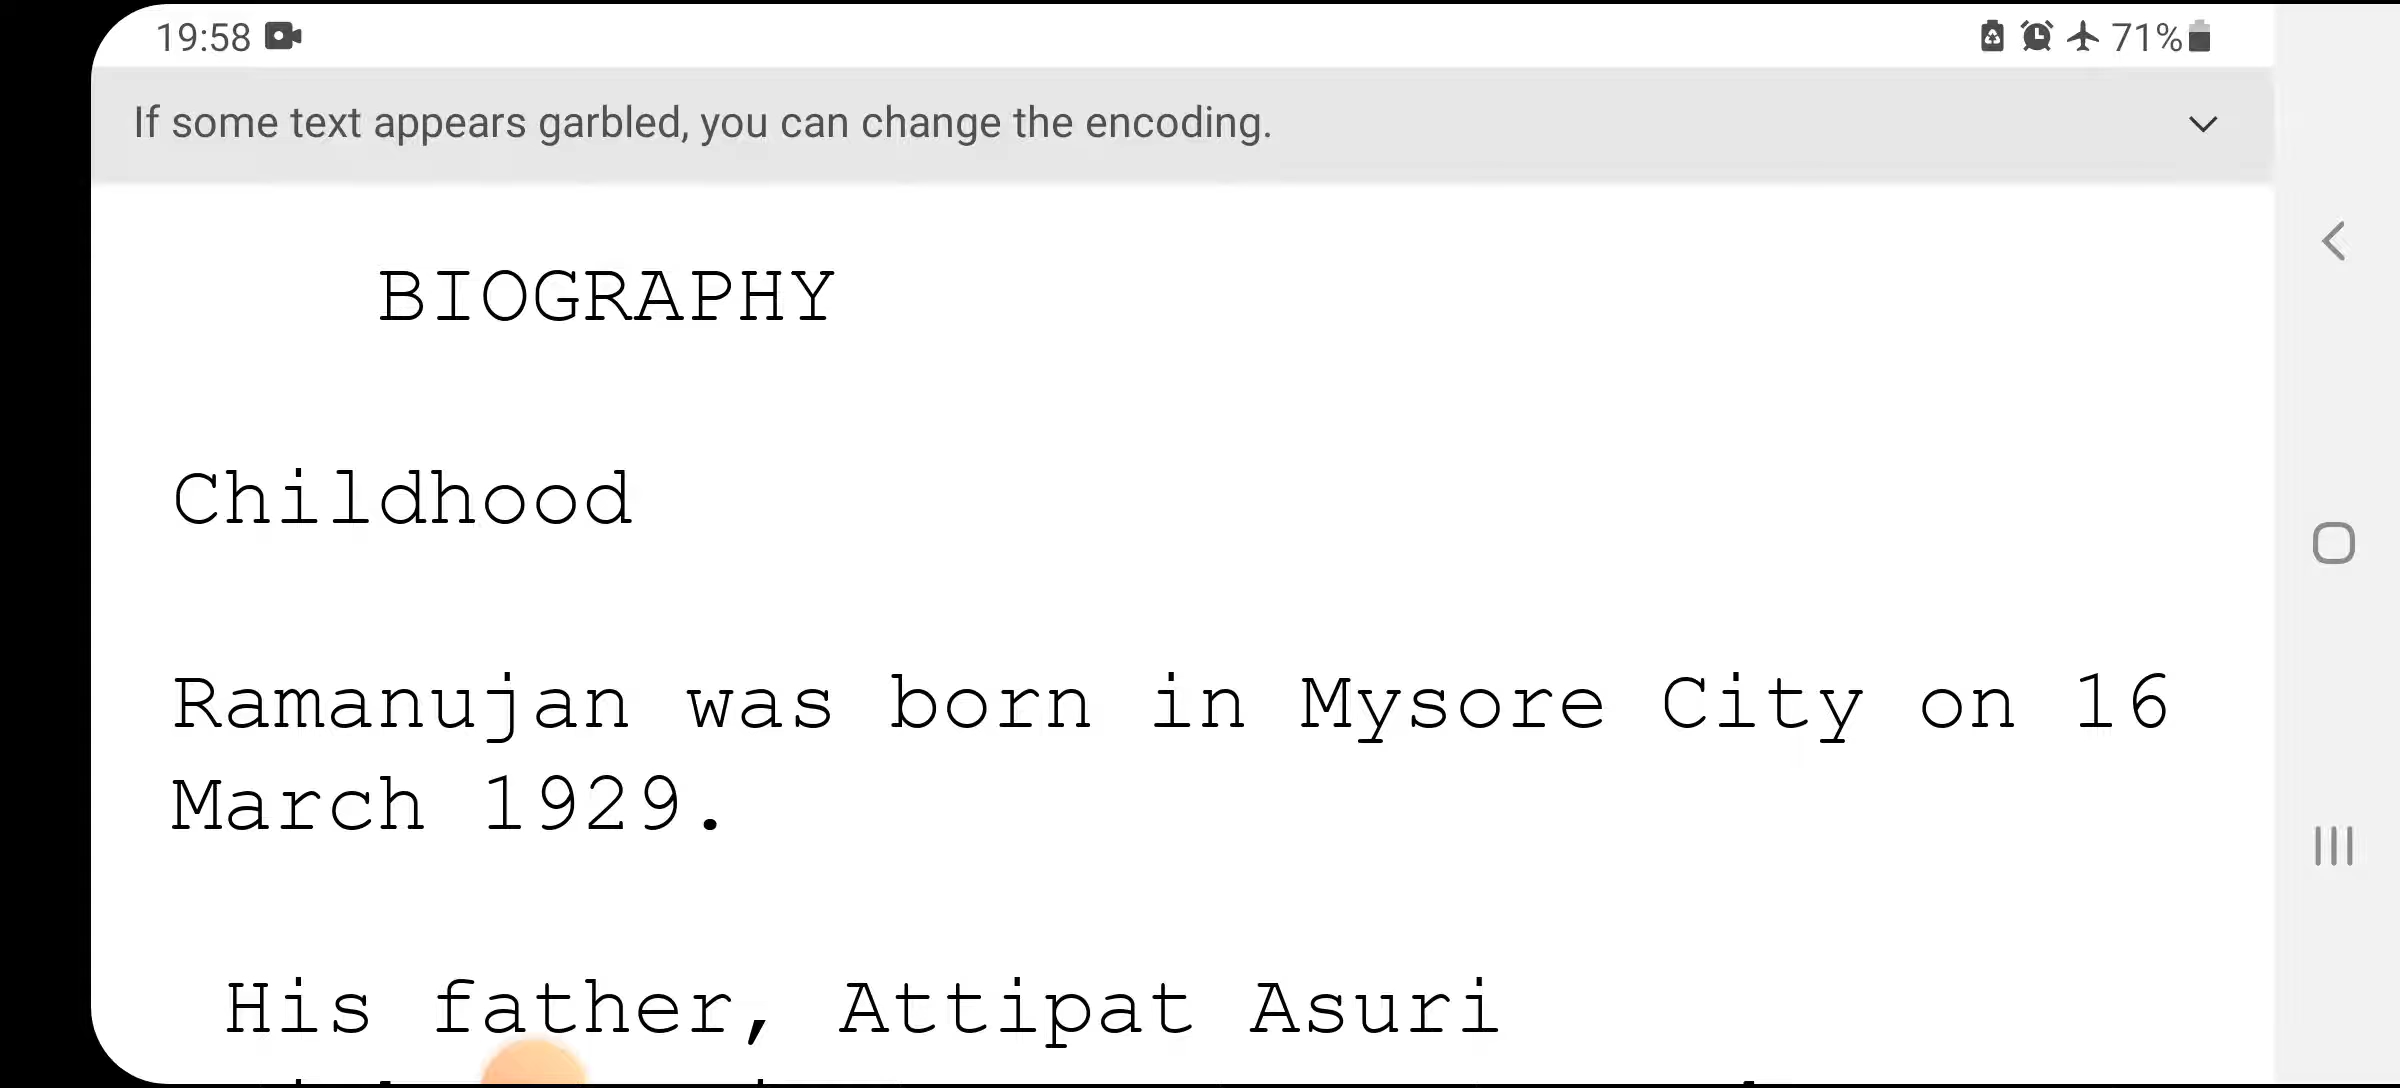 19:58 71%
If some text appears garbled, you can change the encoding.
BIOGRAPHY
Childhood
Ramanujan was born in Mysore City on 16
March 1929.
His father, Attipat Asuri